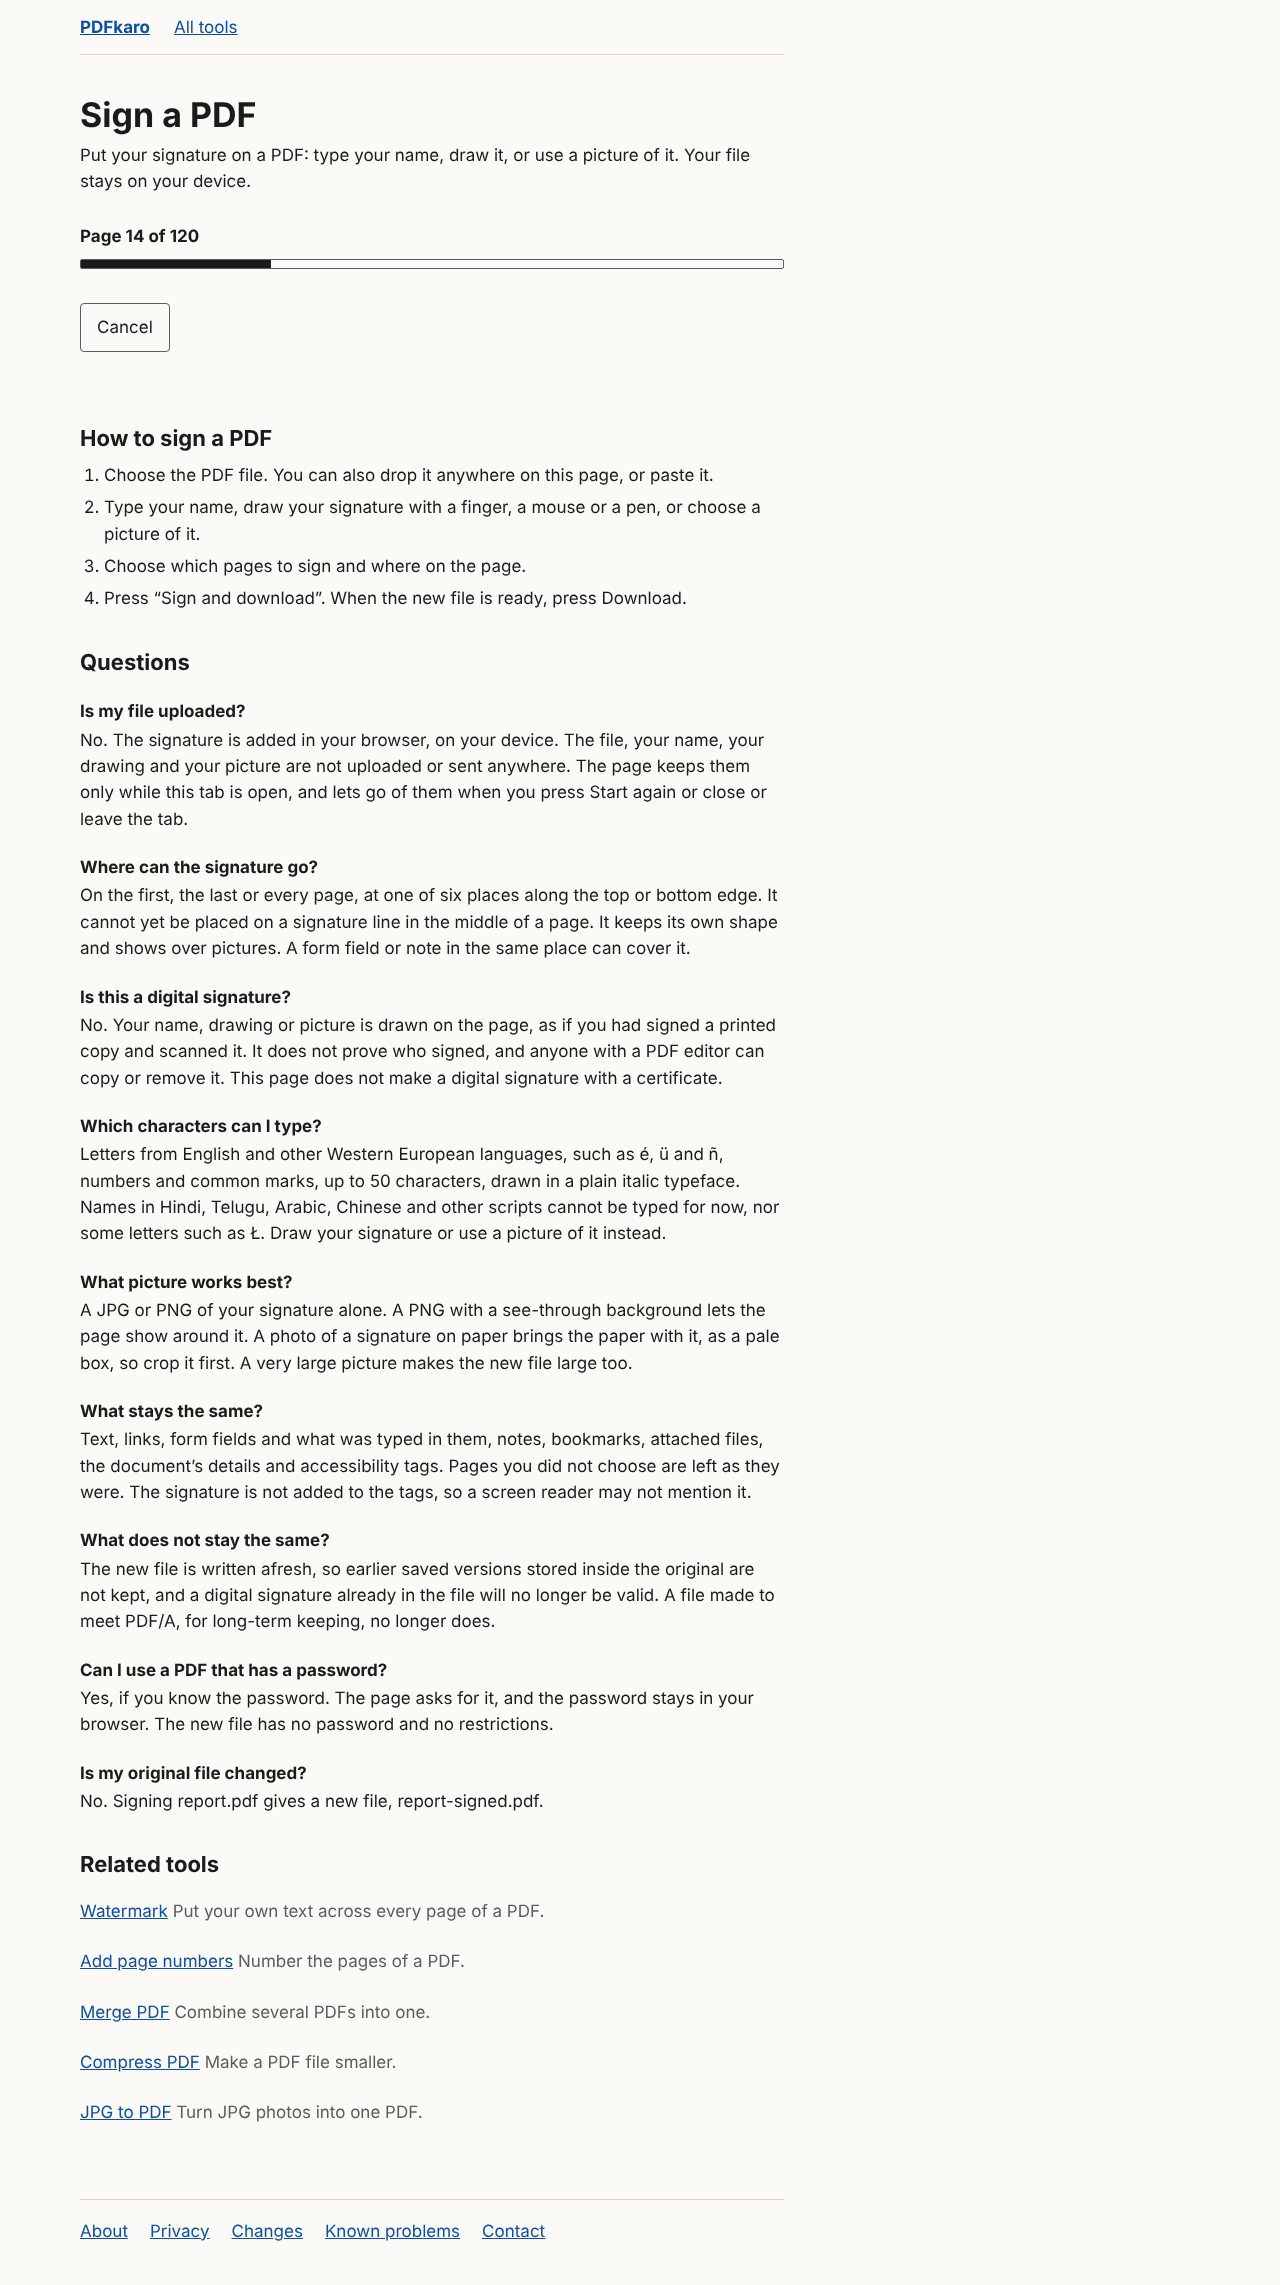 PDFkaro All tools
Sign a PDF
Put your signature on a PDF: type your name, draw it, or use a picture of it. Your file
stays on your device.
Page 14 of 120
Cancel
How to sign a PDF
1. Choose the PDF file. You can also drop it anywhere on this page, or paste it.
2. Type your name, draw your signature with a finger, a mouse or a pen, or choose a
picture of it.
3. Choose which pages to sign and where on the page.
4. Press “Sign and download”. When the new file is ready, press Download.
Questions
Is my file uploaded?
No. The signature is added in your browser, on your device. The file, your name, your
drawing and your picture are not uploaded or sent anywhere. The page keeps them
only while this tab is open, and lets go of them when you press Start again or close or
leave the tab.
Where can the signature go?
On the first, the last or every page, at one of six places along the top or bottom edge. It
cannot yet be placed on a signature line in the middle of a page. It keeps its own shape
and shows over pictures. A form field or note in the same place can cover it.
Is this a digital signature?
No. Your name, drawing or picture is drawn on the page, as if you had signed a printed
copy and scanned it. It does not prove who signed, and anyone with a PDF editor can
copy or remove it. This page does not make a digital signature with a certificate.
Which characters can I type?
Letters from English and other Western European languages, such as é, ü and ñ,
numbers and common marks, up to 50 characters, drawn in a plain italic typeface.
Names in Hindi, Telugu, Arabic, Chinese and other scripts cannot be typed for now, nor
some letters such as Ł. Draw your signature or use a picture of it instead.
What picture works best?
A JPG or PNG of your signature alone. A PNG with a see-through background lets the
page show around it. A photo of a signature on paper brings the paper with it, as a pale
box, so crop it first. A very large picture makes the new file large too.
What stays the same?
Text, links, form fields and what was typed in them, notes, bookmarks, attached files,
the document’s details and accessibility tags. Pages you did not choose are left as they
were. The signature is not added to the tags, so a screen reader may not mention it.
What does not stay the same?
The new file is written afresh, so earlier saved versions stored inside the original are
not kept, and a digital signature already in the file will no longer be valid. A file made to
meet PDF/A, for long-term keeping, no longer does.
Can I use a PDF that has a password?
Yes, if you know the password. The page asks for it, and the password stays in your
browser. The new file has no password and no restrictions.
Is my original file changed?
No. Signing report.pdf gives a new file, report-signed.pdf.
Related tools
Watermark Put your own text across every page of a PDF.
Add page numbers Number the pages of a PDF.
Merge PDF Combine several PDFs into one.
Compress PDF Make a PDF file smaller.
JPG to PDF Turn JPG photos into one PDF.
About Privacy Changes Known problems Contact